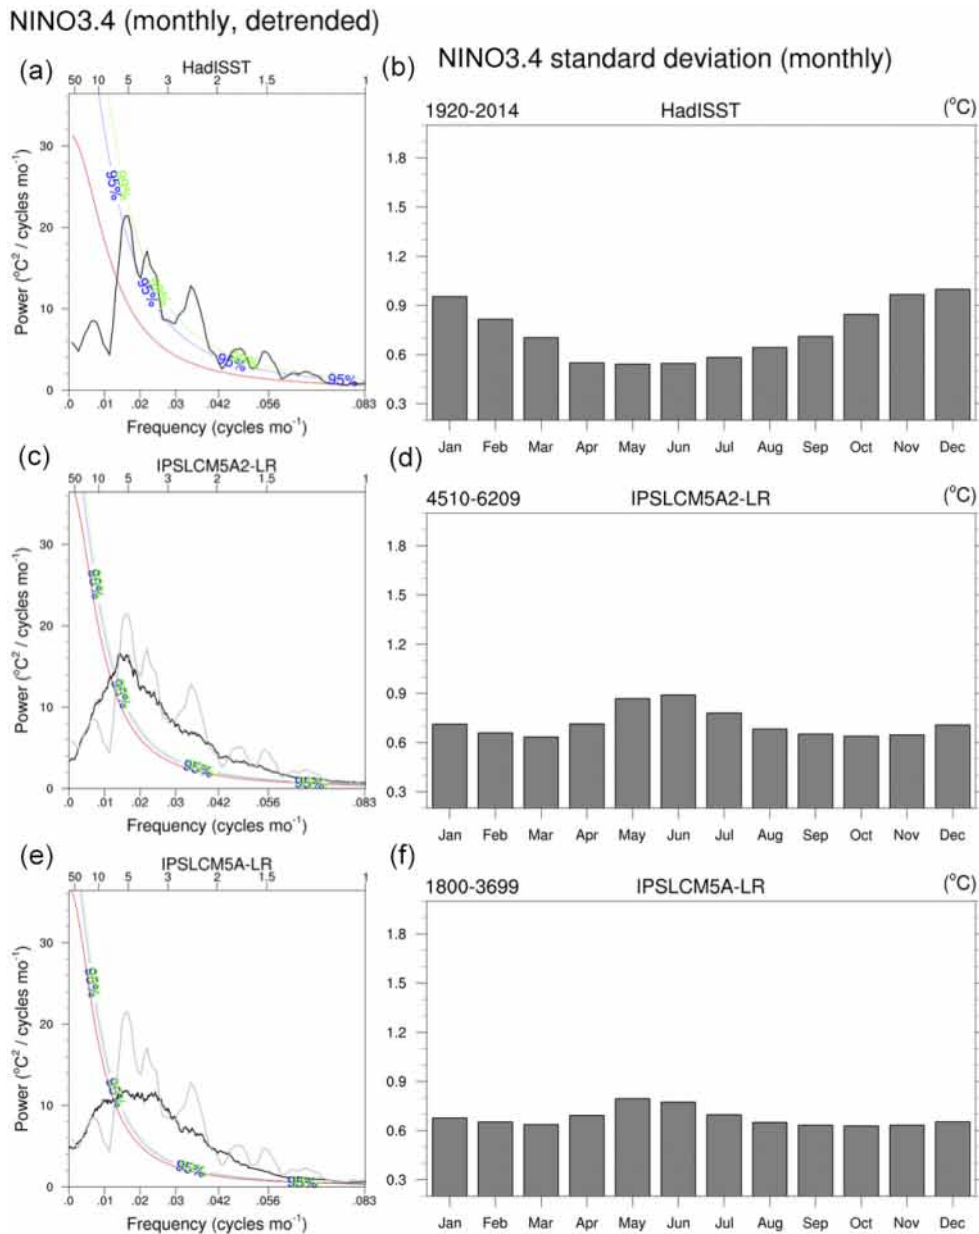 NINO3.4 (monthly, detrended)
NINO3.4 standard deviation (monthly)
(a)
HadISST
50 10 5 3 2 1.5 1
Power (°C² / cycles mo⁻¹)
30
20
10
0
95%
95%
95%
95%
.0 .01 .02 .03 .042 .056 .083
Frequency (cycles mo⁻¹)
(b)
1920-2014 HadISST (°C)
1.8
1.5
1.2
0.9
0.6
0.3
Jan Feb Mar Apr May Jun Jul Aug Sep Oct Nov Dec
(c)
IPSLCM5A2-LR
50 10 5 3 2 1.5 1
Power (°C² / cycles mo⁻¹)
30
20
10
0
95%
95%
95%
95%
.0 .01 .02 .03 .042 .056 .083
Frequency (cycles mo⁻¹)
(d)
4510-6209 IPSLCM5A2-LR (°C)
1.8
1.5
1.2
0.9
0.6
0.3
Jan Feb Mar Apr May Jun Jul Aug Sep Oct Nov Dec
(e)
IPSLCM5A-LR
50 10 5 3 2 1.5 1
Power (°C² / cycles mo⁻¹)
30
20
10
0
95%
95%
95%
95%
.0 .01 .02 .03 .042 .056 .083
Frequency (cycles mo⁻¹)
(f)
1800-3699 IPSLCM5A-LR (°C)
1.8
1.5
1.2
0.9
0.6
0.3
Jan Feb Mar Apr May Jun Jul Aug Sep Oct Nov Dec